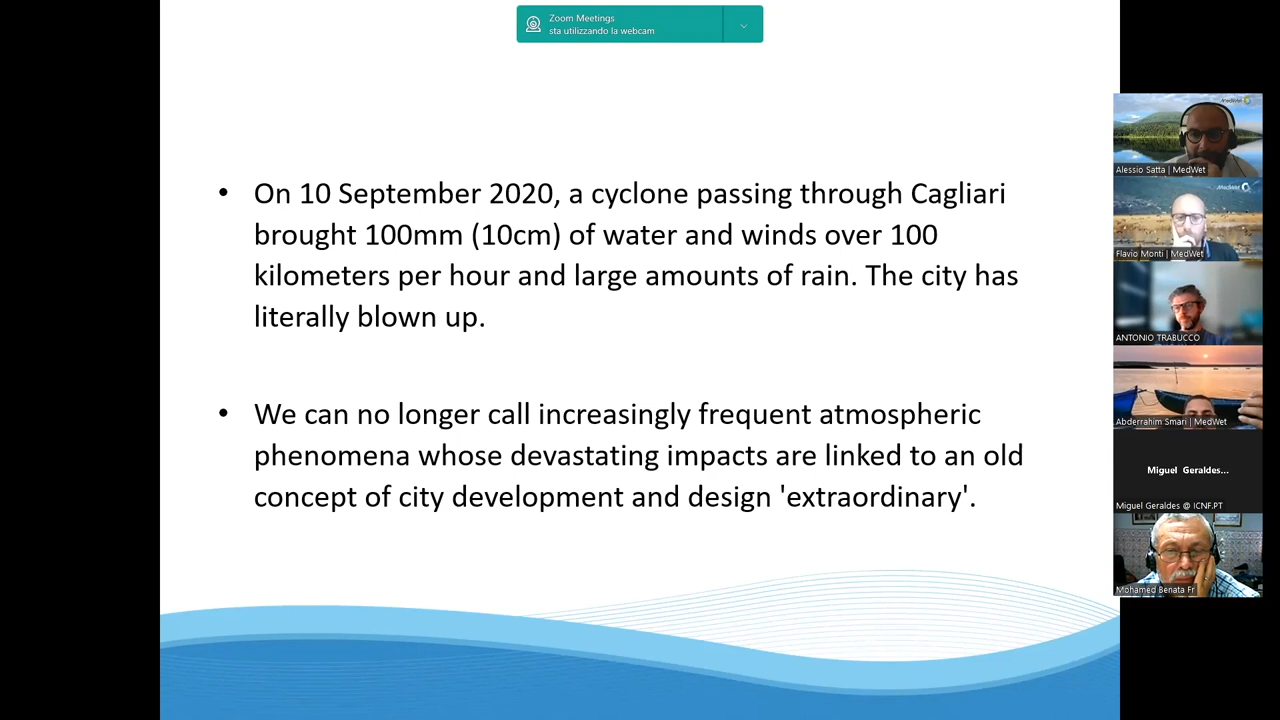 Zoom Meetings
sta utilizzando la webcam
• On 10 September 2020, a cyclone passing through Cagliari
brought 100mm (10cm) of water and winds over 100
kilometers per hour and large amounts of rain. The city has
literally blown up.
• We can no longer call increasingly frequent atmospheric
phenomena whose devastating impacts are linked to an old
concept of city development and design 'extraordinary'.
MedWet
Alessio Satta | MedWet
MedWet
Flavio Monti | MedWet
ANTONIO TRABUCCO
Abderrahim Smari | MedWet
Miguel Geraldes...
Miguel Geraldes @ ICNF.PT
Mohamed Benata Fr